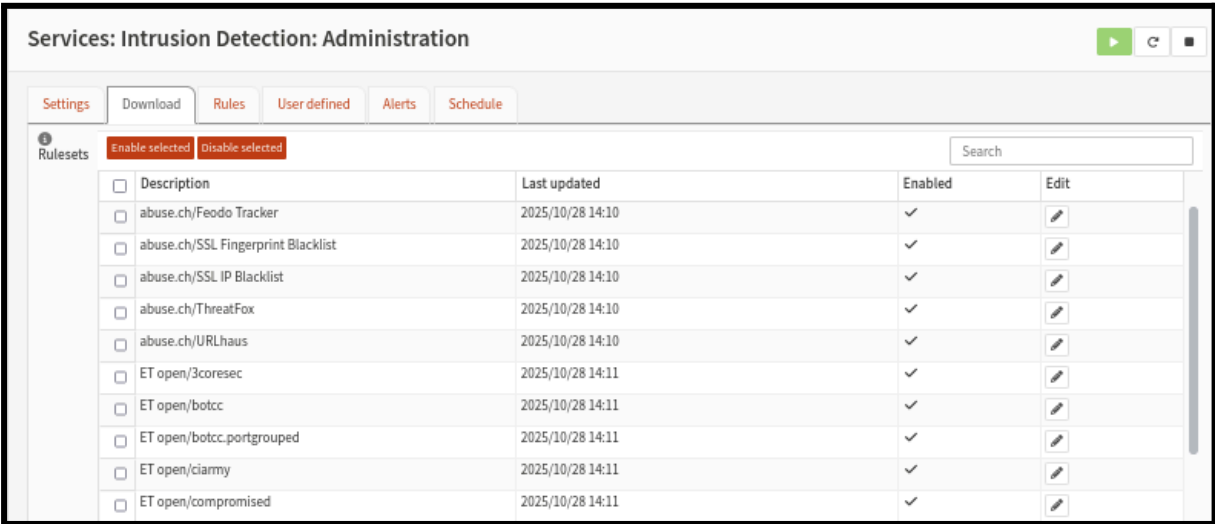 Services: Intrusion Detection: Administration
Settings Download Rules User defined Alerts Schedule
Rulesets Enable selected Disable selected Search
Description Last updated Enabled Edit
abuse.ch/Feodo Tracker 2025/10/28 14:10
abuse.ch/SSL Fingerprint Blacklist 2025/10/28 14:10
abuse.ch/SSL IP Blacklist 2025/10/28 14:10
abuse.ch/ThreatFox 2025/10/28 14:10
abuse.ch/URLhaus 2025/10/28 14:10
ET open/3coresec 2025/10/28 14:11
ET open/botcc 2025/10/28 14:11
ET open/botcc.portgrouped 2025/10/28 14:11
ET open/ciarmy 2025/10/28 14:11
ET open/compromised 2025/10/28 14:11